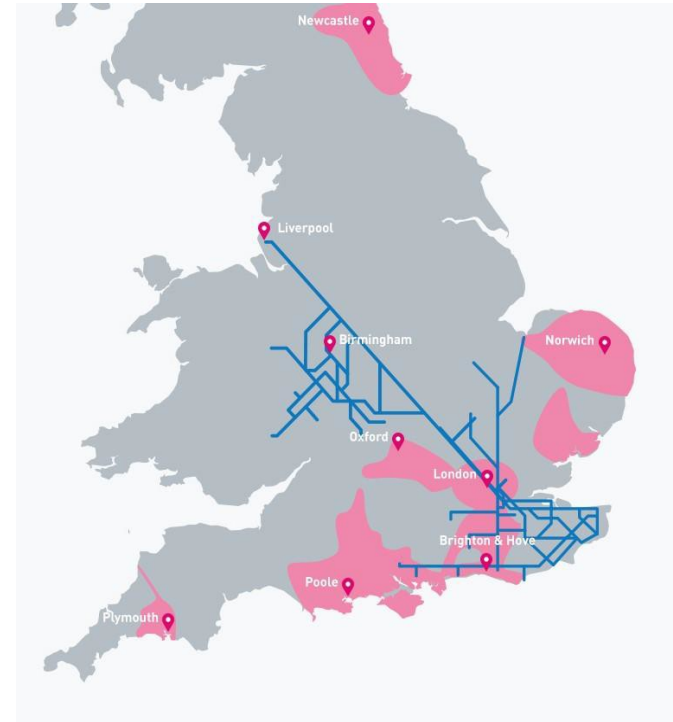 Newcastle
Liverpool
Birmingham
Norwich
Oxford
London
Brighton & Hove
Poole
Plymouth